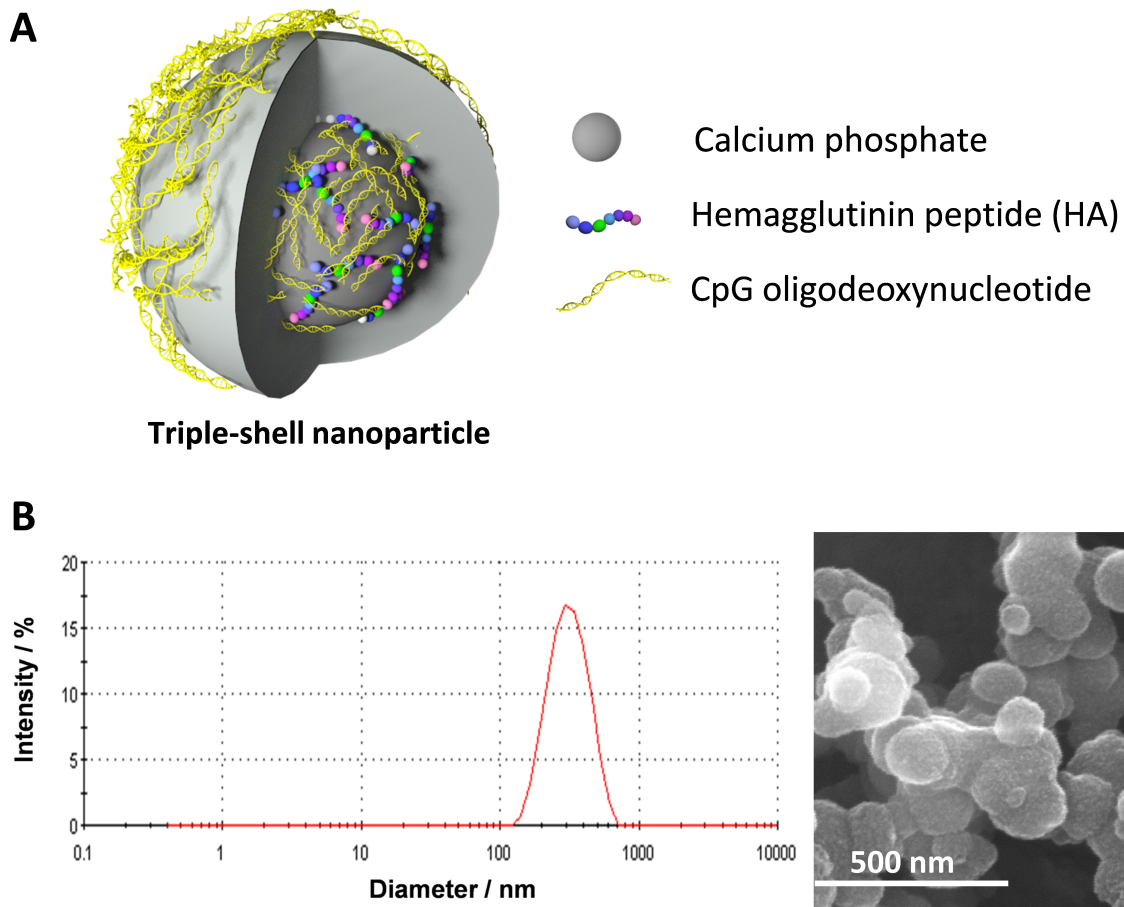 A
Calcium phosphate
Hemagglutinin peptide (HA)
CpG oligodeoxynucleotide
Triple-shell nanoparticle
B
Intensity / %
20
15
10
5
0
0.1 1 10 100 1000 10000
Diameter / nm
500 nm